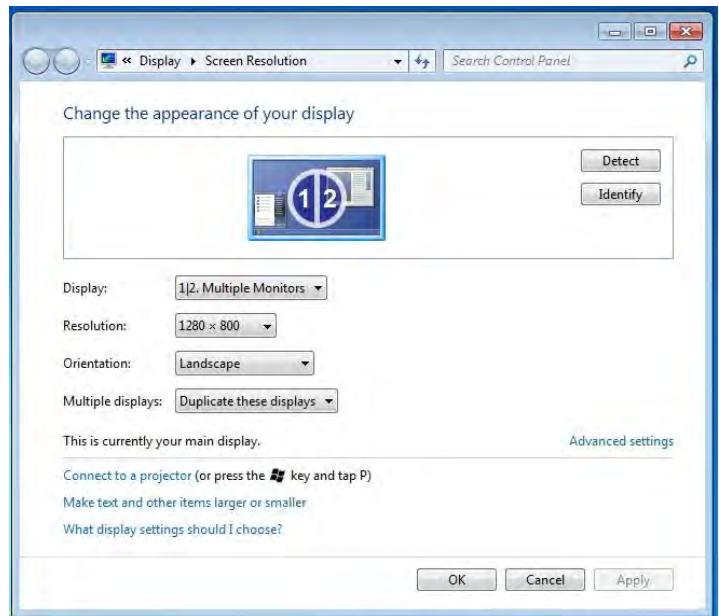 « Display ▸ Screen Resolution
Search Control Panel
Change the appearance of your display
1|2
Detect
Identify
Display: 1|2. Multiple Monitors
Resolution: 1280 × 800
Orientation: Landscape
Multiple displays: Duplicate these displays
This is currently your main display. Advanced settings
Connect to a projector (or press the key and tap P)
Make text and other items larger or smaller
What display settings should I choose?
OK Cancel Apply